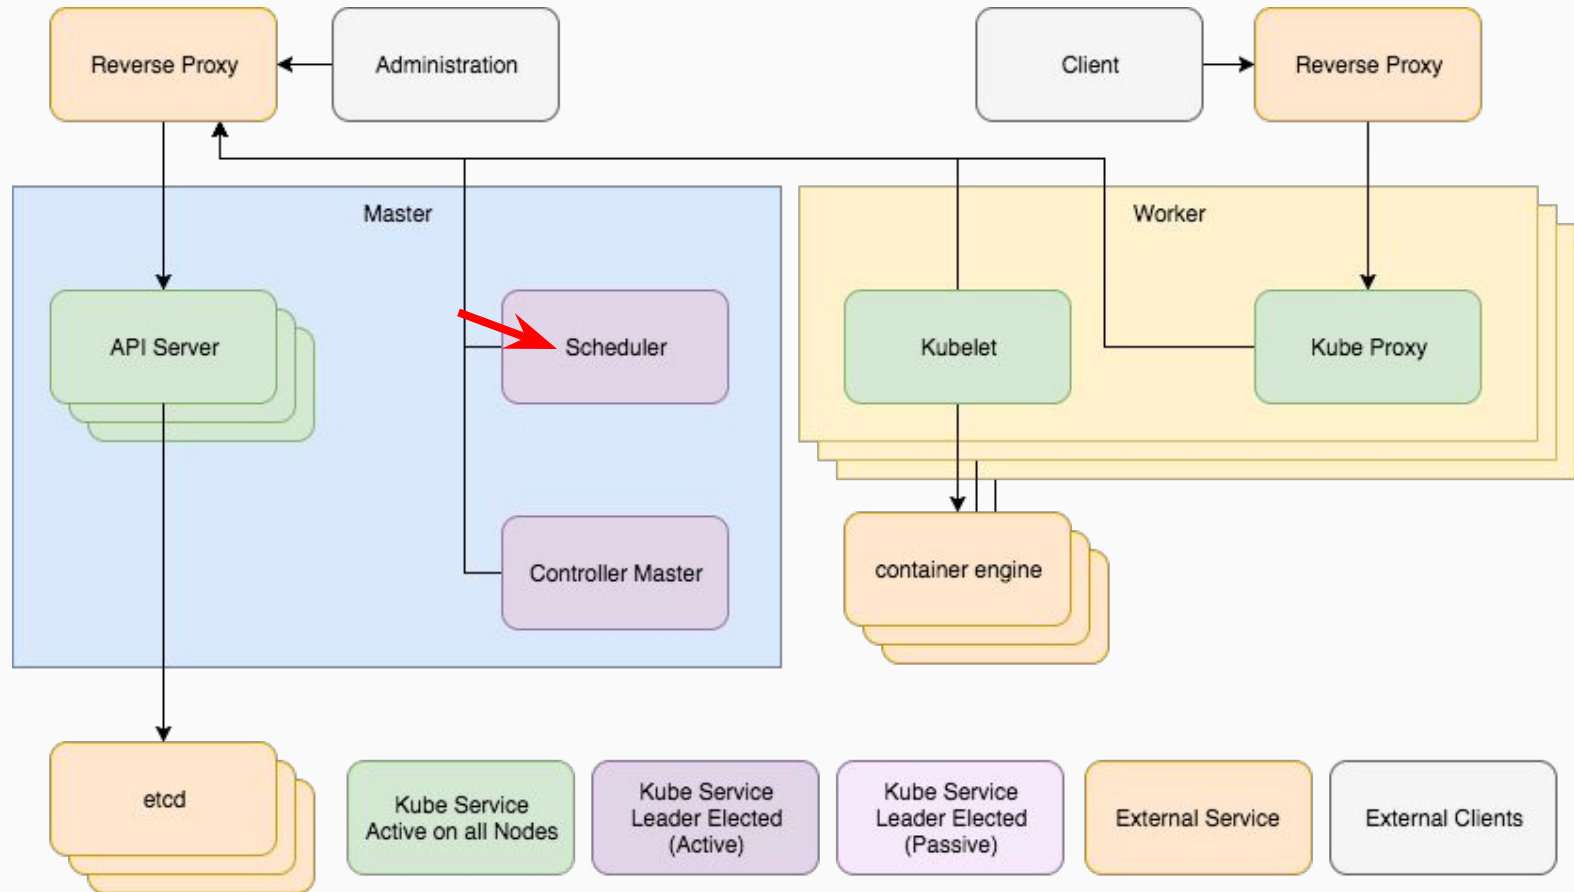 Reverse Proxy
Administration
Client
Reverse Proxy
Master
Worker
API Server
Scheduler
Kubelet
Kube Proxy
Controller Master
container engine
etcd
Kube Service
Active on all Nodes
Kube Service
Leader Elected
(Active)
Kube Service
Leader Elected
(Passive)
External Service
External Clients